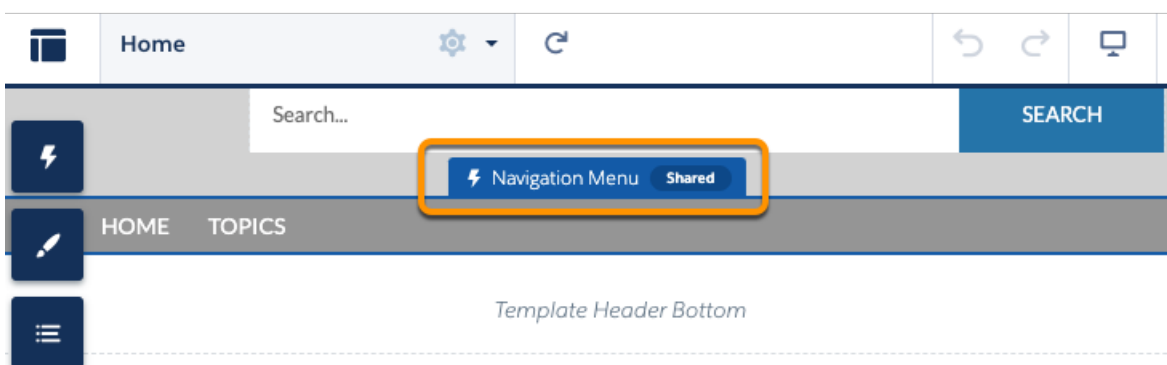 Home
Search...
SEARCH
Navigation Menu Shared
HOME TOPICS
Template Header Bottom